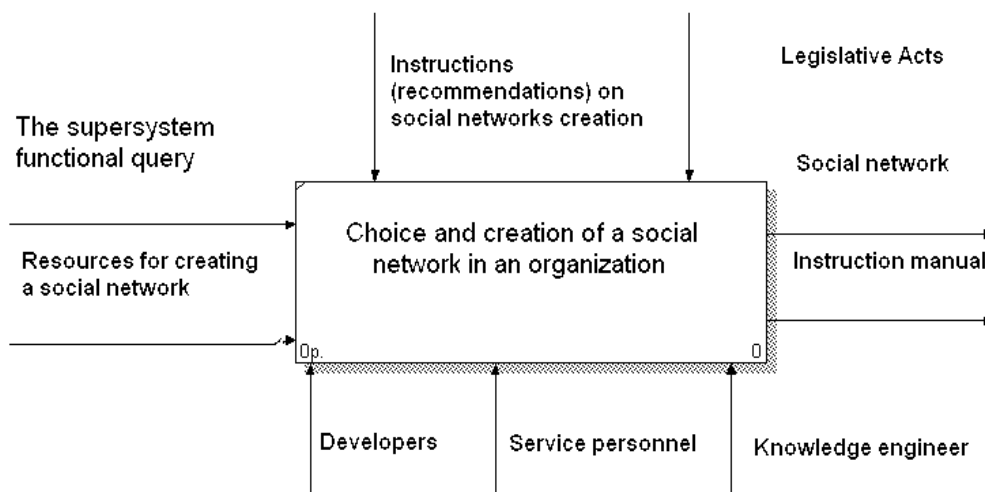 Instructions
(recommendations) on
social networks creation
Legislative Acts
The supersystem
functional query
Social network
Choice and creation of a social
network in an organization
Resources for creating
a social network
Instruction manual
0р.
0
Developers
Service personnel
Knowledge engineer